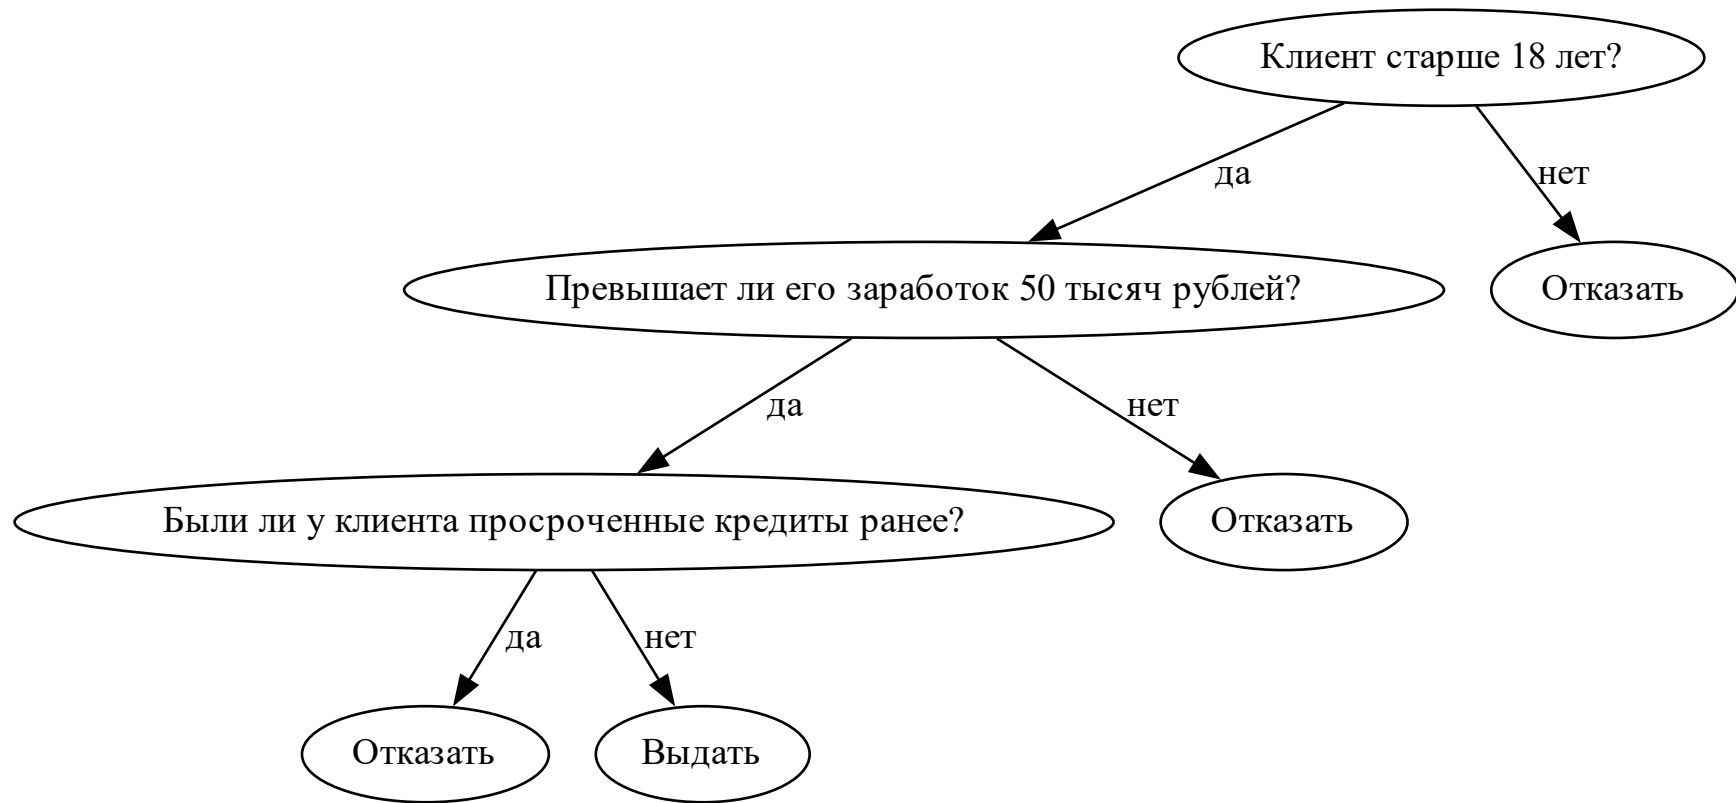 Клиент старше 18 лет?
да
нет
Превышает ли его заработок 50 тысяч рублей?
Отказать
да
нет
Были ли у клиента просроченные кредиты ранее?
Отказать
да
нет
Отказать
Выдать